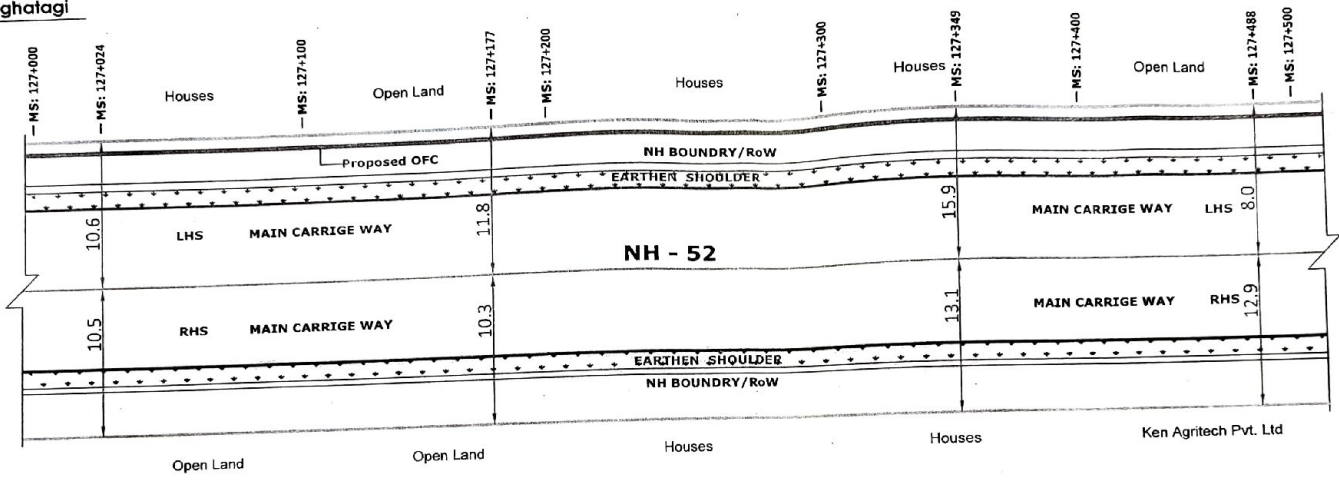 ghatagi
MS: 127+000
MS: 127+024
MS: 127+100
MS: 127+177
MS: 127+200
MS: 127+300
MS: 127+349
MS: 127+400
MS: 127+488
MS: 127+500
Houses
Open Land
Houses
Houses
Open Land
Proposed OFC
NH BOUNDRY/RoW
EARTHEN SHOULDER
10.6
LHS MAIN CARRIGE WAY
11.8
15.9
MAIN CARRIGE WAY LHS
8.0
NH - 52
10.5
RHS MAIN CARRIGE WAY
10.3
13.1
MAIN CARRIGE WAY RHS
12.9
EARTHEN SHOULDER
NH BOUNDRY/RoW
Open Land
Open Land
Houses
Houses
Ken Agritech Pvt. Ltd